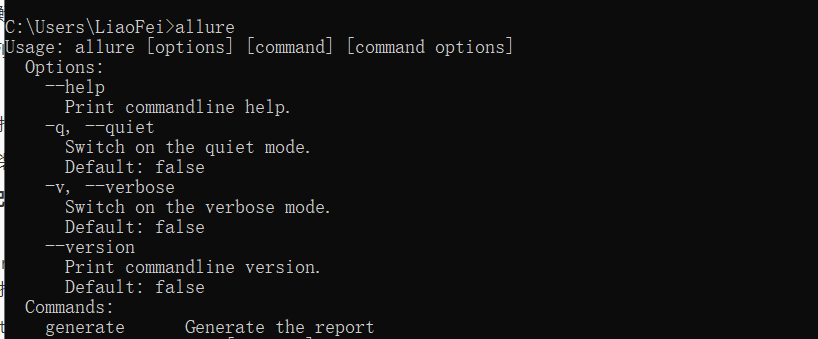 C:\Users\LiaoFei>allure
Usage: allure [options] [command] [command options]
  Options:
    --help
      Print commandline help.
    -q, --quiet
      Switch on the quiet mode.
      Default: false
    -v, --verbose
      Switch on the verbose mode.
      Default: false
    --version
      Print commandline version.
      Default: false
  Commands:
    generate      Generate the report